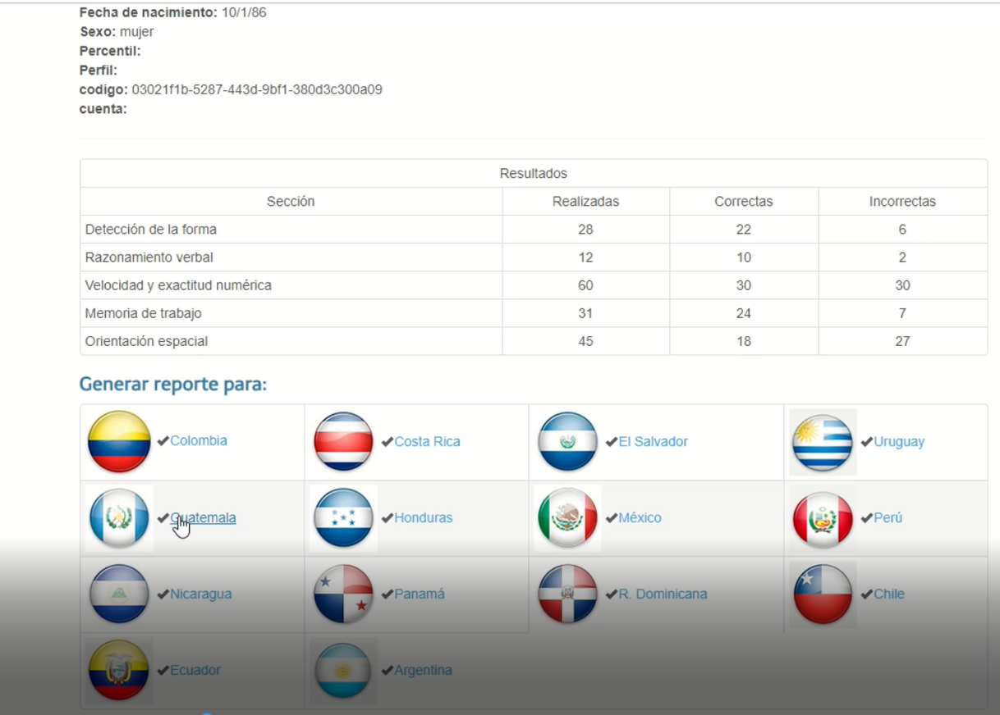 Fecha de nacimiento: 10/1/86
Sexo: mujer
Percentil:
Perfil:
codigo: 03021f1b-5287-443d-9bf1-380d3c300a09
cuenta:
Resultados
Sección Realizadas Correctas Incorrectas
Detección de la forma 28 22 6
Razonamiento verbal 12 10 2
Velocidad y exactitud numérica 60 30 30
Memoria de trabajo 31 24 7
Orientación espacial 45 18 27
Generar reporte para:
Colombia Costa Rica El Salvador Uruguay
Guatemala Honduras México Perú
Nicaragua Panamá R. Dominicana Chile
Ecuador Argentina